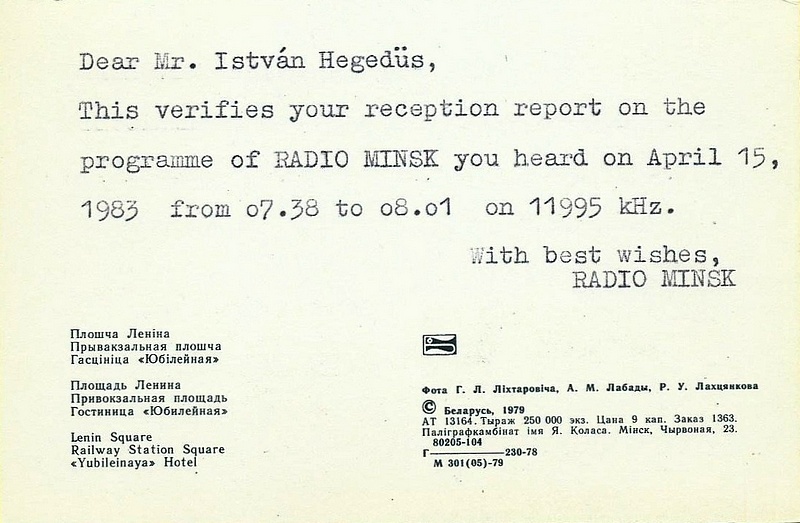 Dear Mr. István Hegedüs,
This verifies your reception report on the
programme of RADIO MINSK you heard on April 15,
1983 from o7.38 to o8.o1 on 11995 kHz.
With best wishes,
RADIO MINSK
Плошча Леніна
Прывакзальная плошча
Гасцініца «Юбілейная»
Площадь Ленина
Привокзальная площадь
Гостиница «Юбилейная»
Lenin Square
Railway Station Square
«Yubileinaya» Hotel
Фота Г. Л. Ліхтаровіча, А. М. Лабады, Р. У. Лахцянкова
© Беларусь, 1979
АТ 13164. Тыраж 250 000 экз. Цана 9 кап. Заказ 1363.
Паліграфкамбінат імя Я. Коласа. Мінск, Чырвоная, 23.
80205-104
Г————230-78
М 301(05)-79